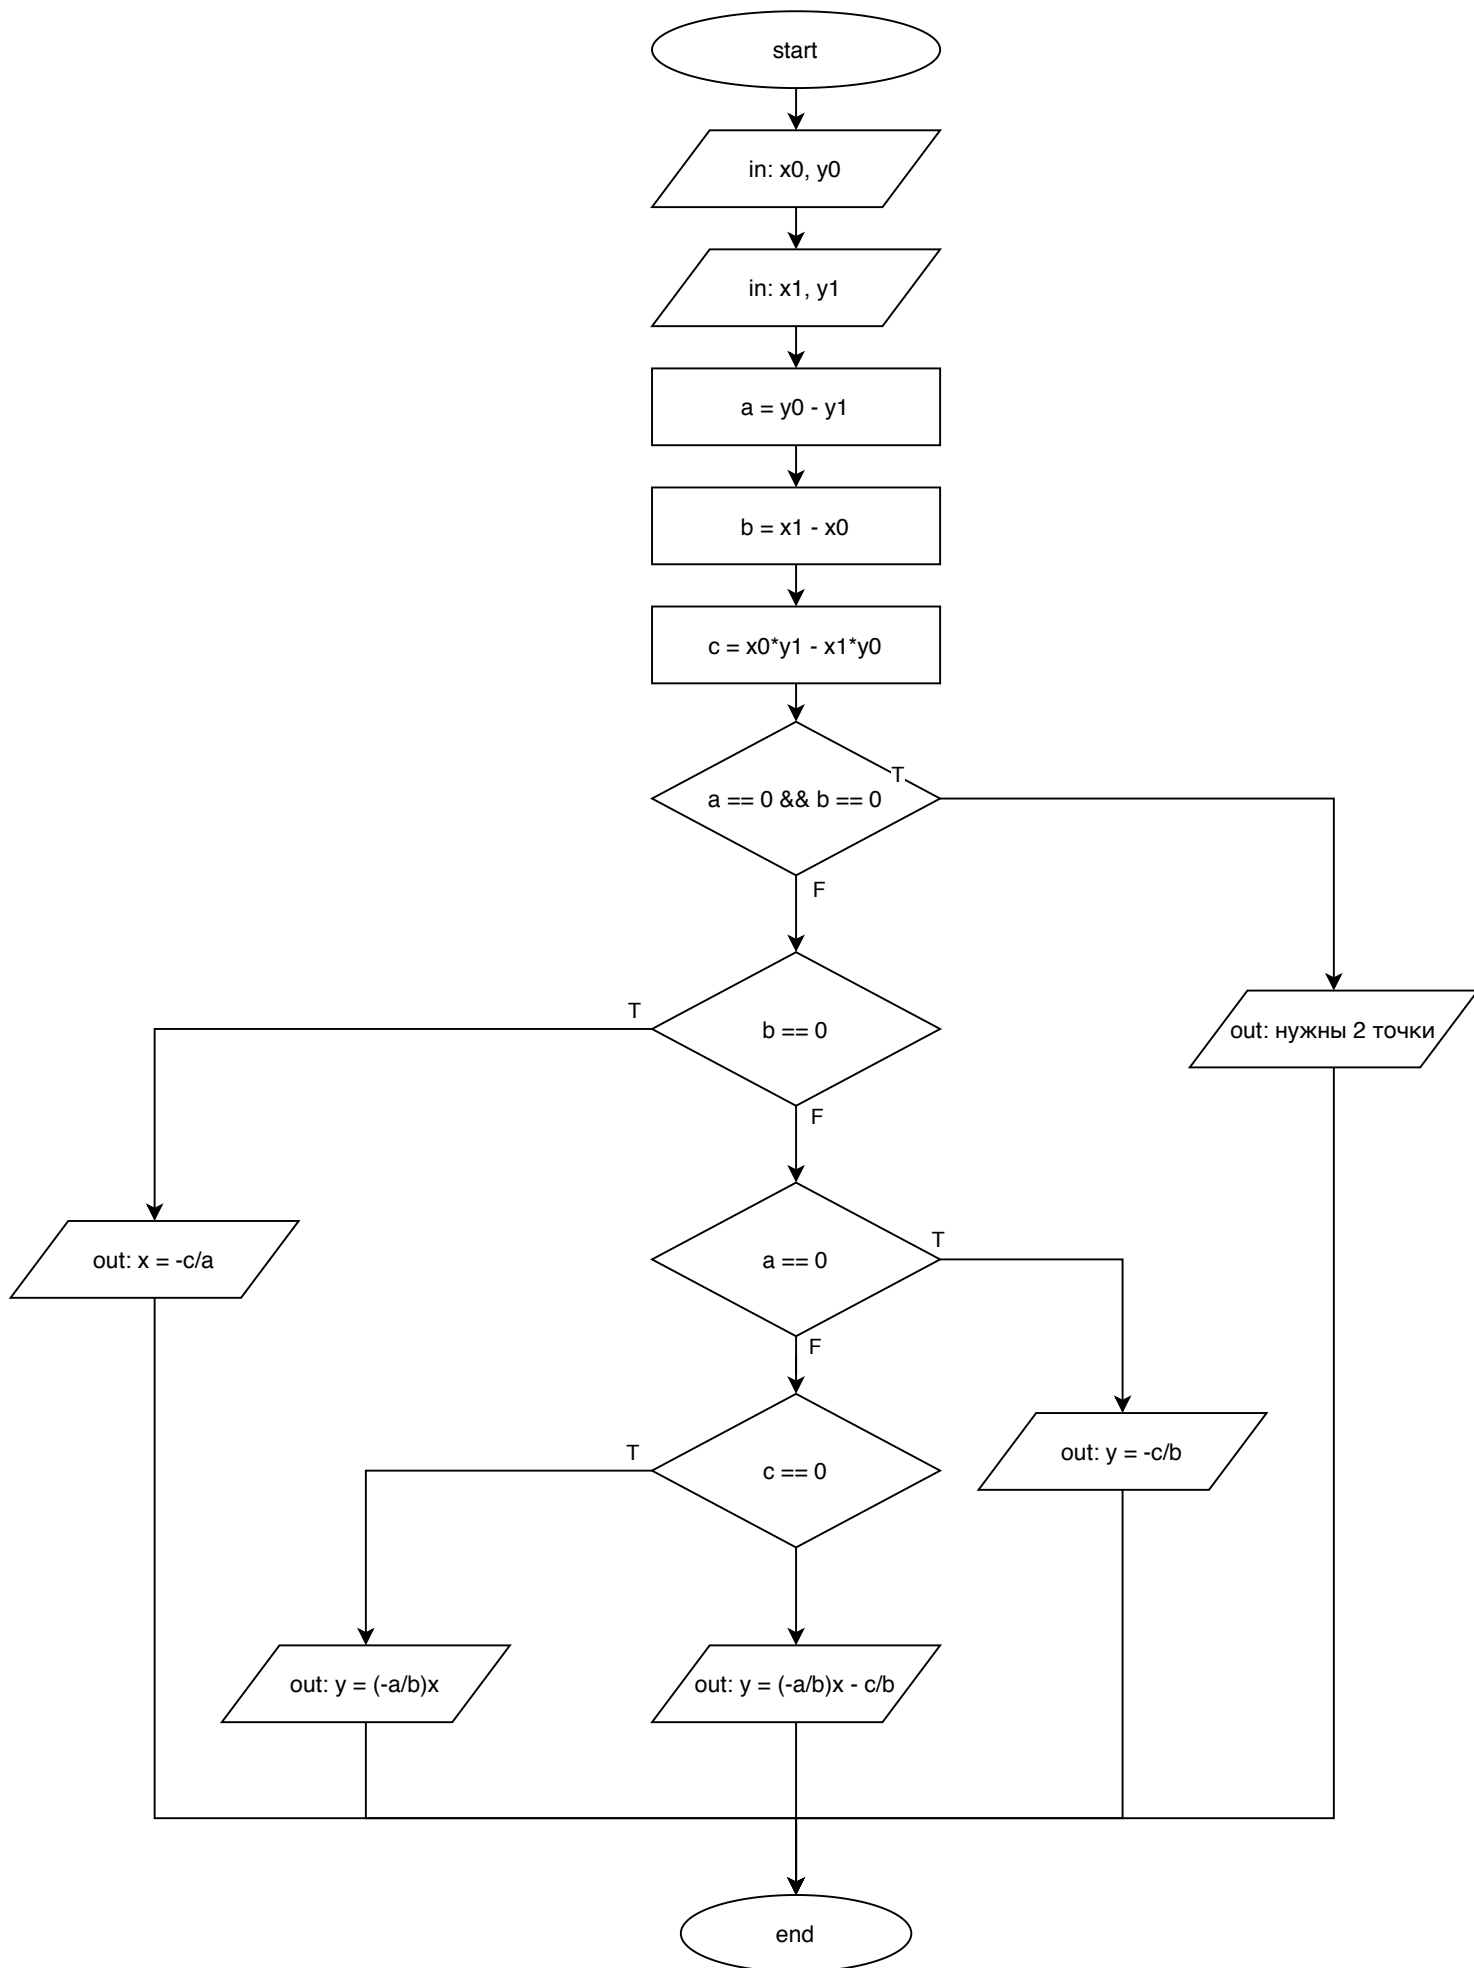 start
in: x0, y0
in: x1, y1
a = y0 - y1
b = x1 - x0
c = x0*y1 - x1*y0
T
a == 0 && b == 0
F
T
b == 0
out: нужны 2 точки
F
T
out: x = -c/a
a == 0
F
T
c == 0
out: y = -c/b
out: y = (-a/b)x
out: y = (-a/b)x - c/b
end